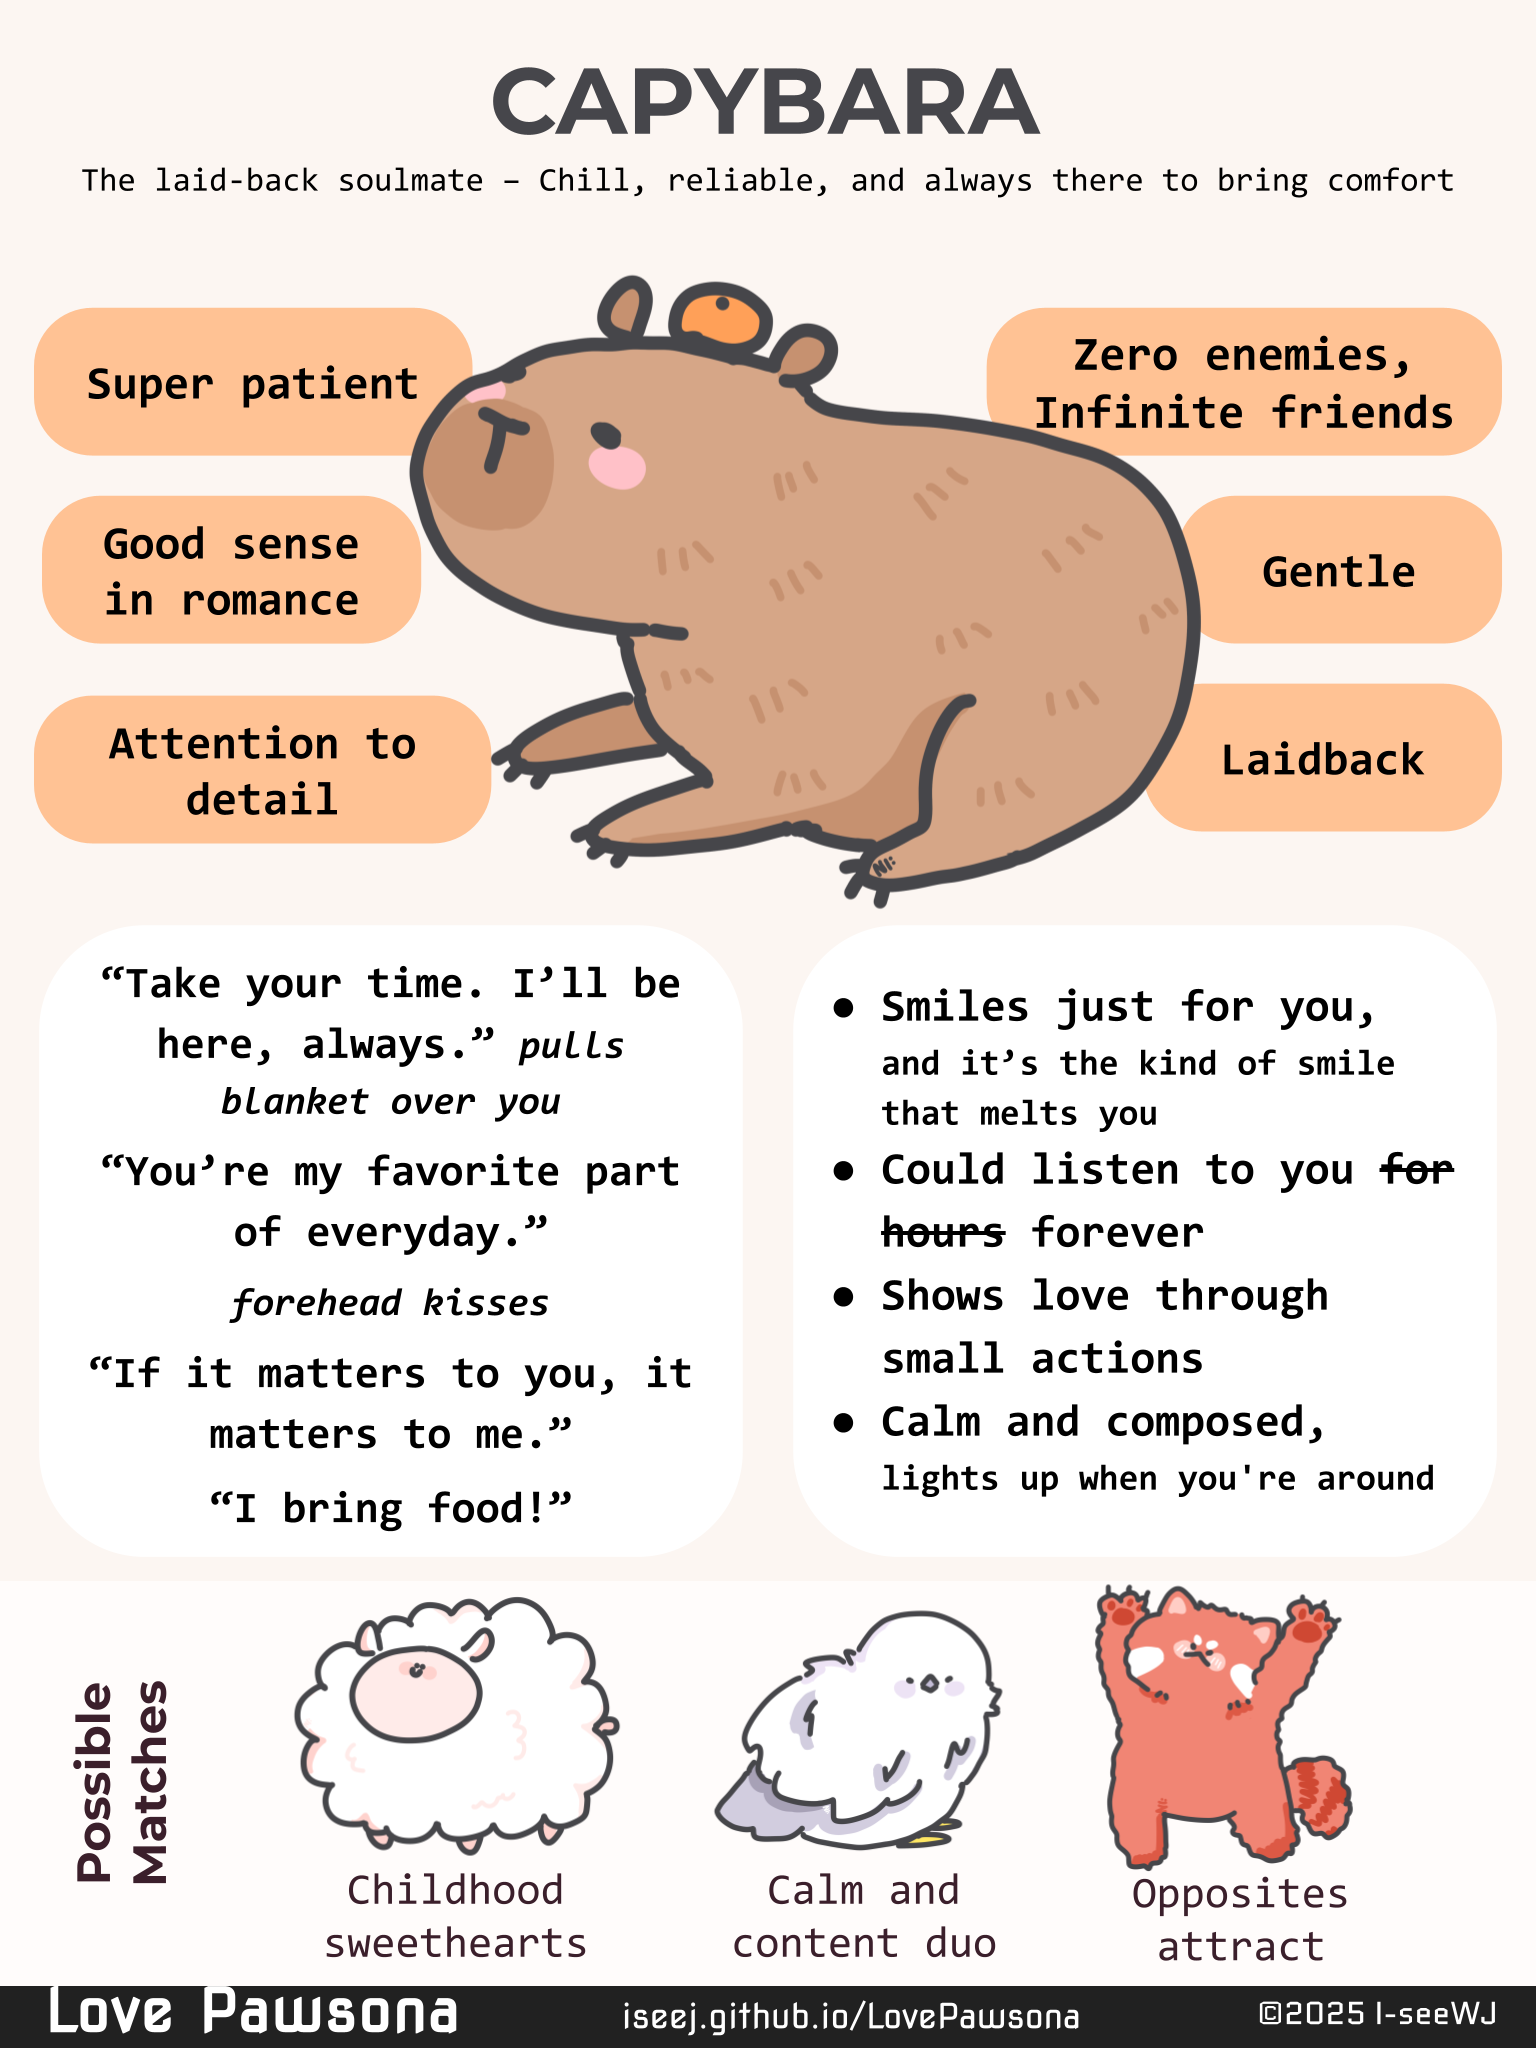 CAPYBARA
The laid-back soulmate – Chill, reliable, and always there to bring comfort
Super patient
Good sense
in romance
Attention to
detail
Zero enemies,
Infinite friends
Gentle
Laidback
“Take your time. I’ll be
here, always.” pulls
blanket over you
“You’re my favorite part
of everyday.”
forehead kisses
“If it matters to you, it
matters to me.”
“I bring food!”
● Smiles just for you,
and it’s the kind of smile
that melts you
● Could listen to you for
hours forever
● Shows love through
small actions
● Calm and composed,
lights up when you're around
Possible
Matches
Childhood
sweethearts
Calm and
content duo
Opposites
attract
Love Pawsona
iseej.github.io/LovePawsona
©2025 I-seeWJ